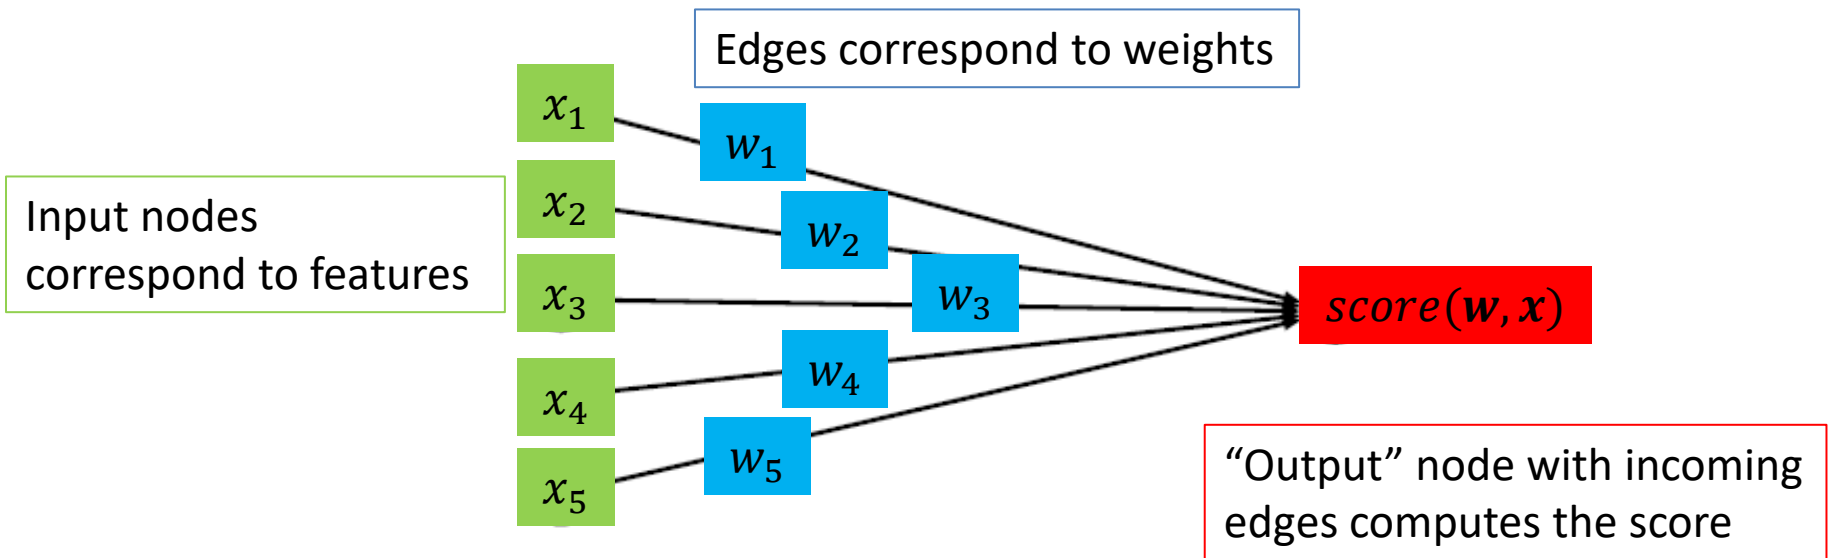 Edges correspond to weights
x₁
w₁
Input nodes
correspond to features
x₂
w₂
x₃
w₃
score(w, x)
x₄
w₄
x₅
w₅
“Output” node with incoming
edges computes the score